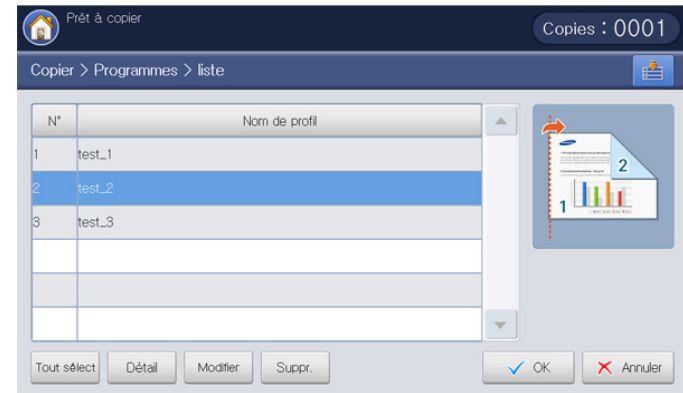 Prêt à copier
Copies : 0001
Copier > Programmes > liste
N° Nom de profil
1 test_1
2 test_2
3 test_3
2
1
Tout sélect Détail Modifier Suppr. OK Annuler